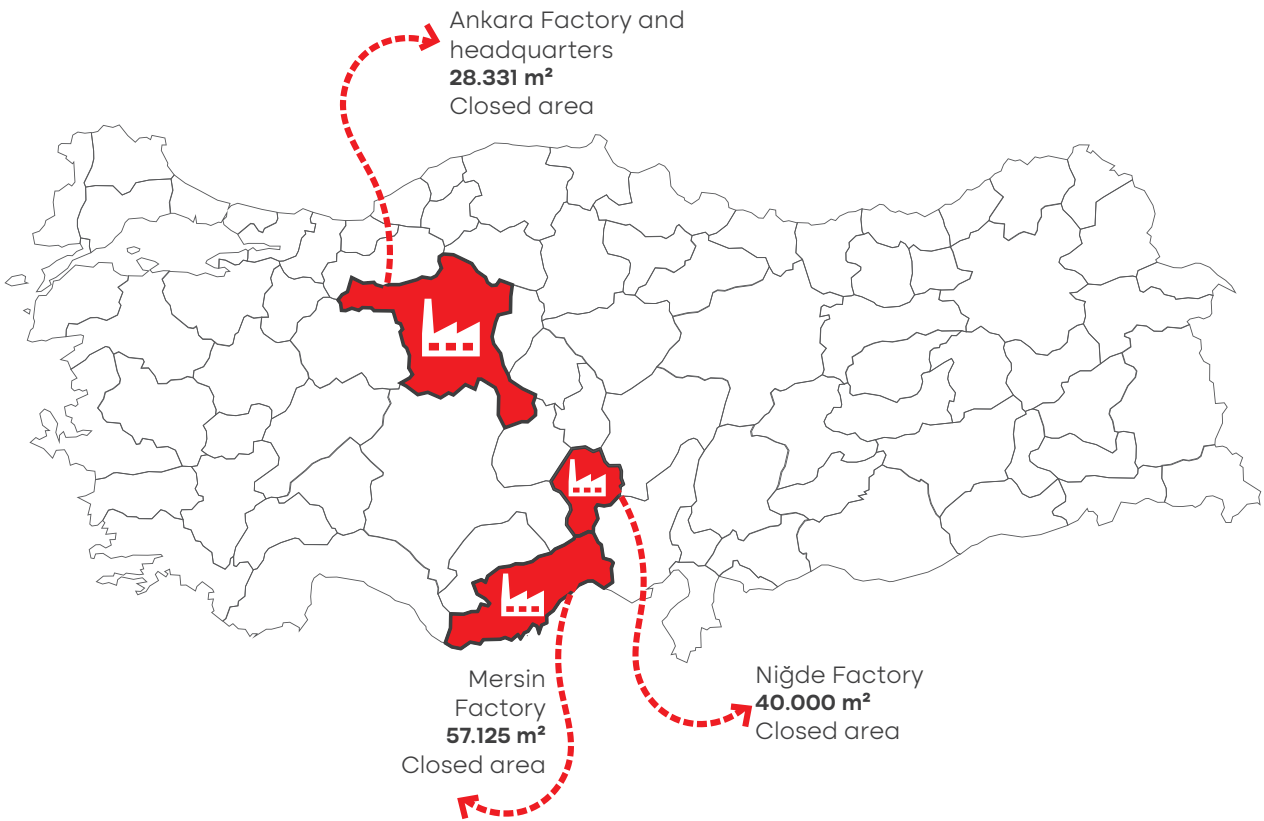 Ankara Factory and
headquarters
28.331 m²
Closed area
Mersin
Factory
57.125 m²
Closed area
Niğde Factory
40.000 m²
Closed area